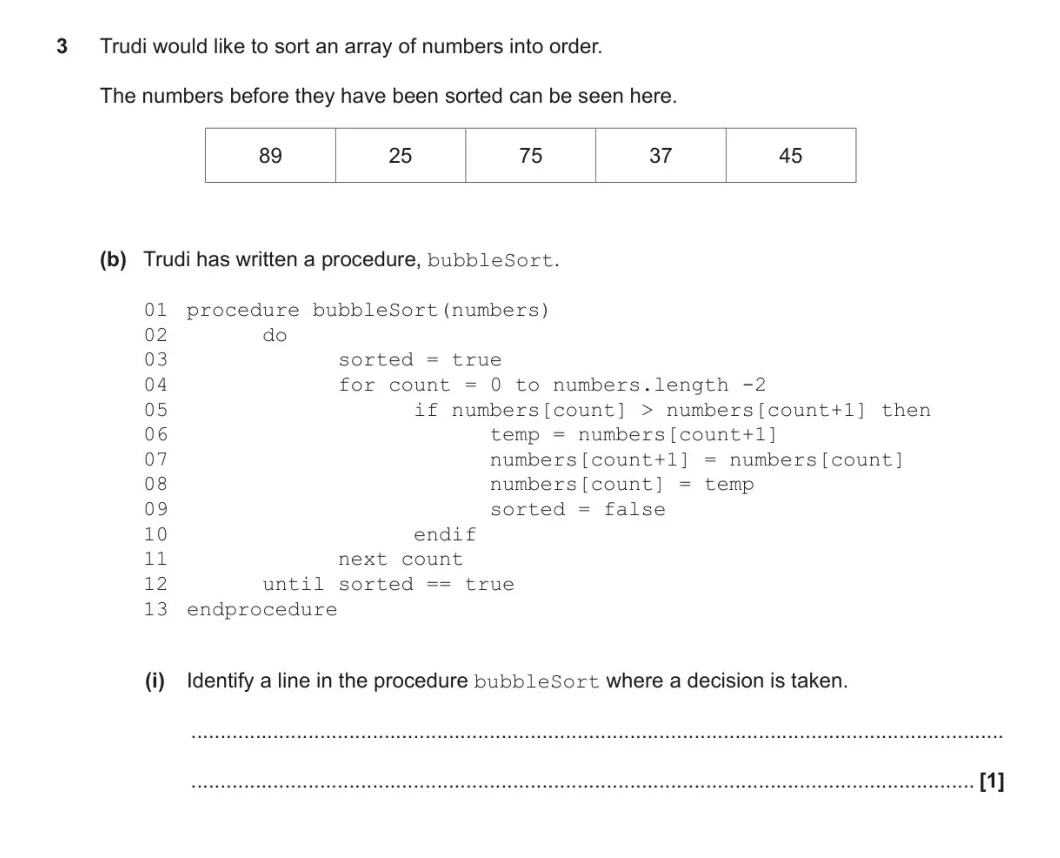 3 Trudi would like to sort an array of numbers into order.
The numbers before they have been sorted can be seen here.
89 25 75 37 45
(b) Trudi has written a procedure, bubbleSort.
01 procedure bubbleSort(numbers)
02 do
03 sorted = true
04 for count = 0 to numbers.length -2
05 if numbers[count] > numbers[count+1] then
06 temp = numbers[count+1]
07 numbers[count+1] = numbers[count]
08 numbers[count] = temp
09 sorted = false
10 endif
11 next count
12 until sorted == true
13 endprocedure
(i) Identify a line in the procedure bubbleSort where a decision is taken.
[1]